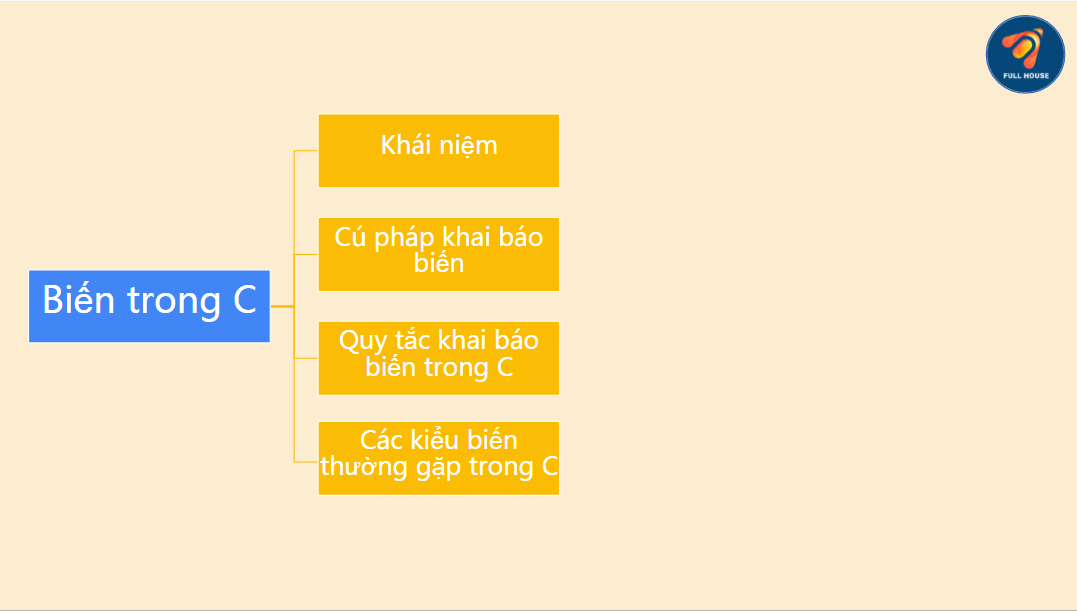 FULL HOUSE
Khái niệm
Cú pháp khai báo
biến
Biến trong C
Quy tắc khai báo
biến trong C
Các kiểu biến
thường gặp trong C